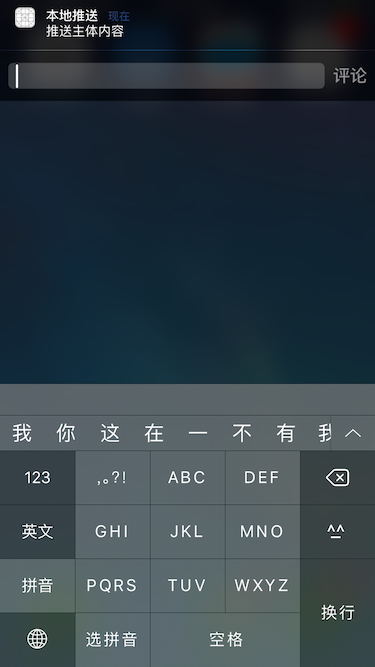 本地推送 现在
推送主体内容
评论
我 你 这 在 一 不 有
123 ,。?! ABC DEF
英文 GHI JKL MNO ^^
拼音 PQRS TUV WXYZ
换行
选拼音 空格